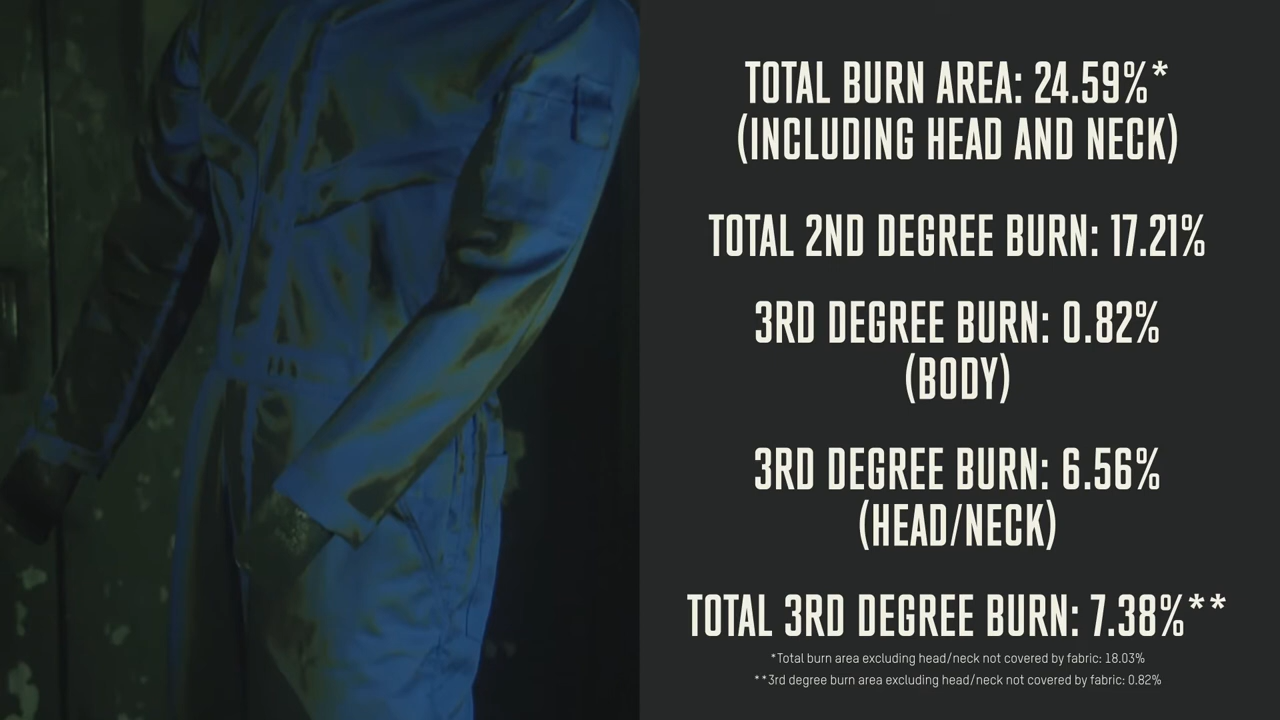 TOTAL BURN AREA: 24.59%*
(INCLUDING HEAD AND NECK)
TOTAL 2ND DEGREE BURN: 17.21%
3RD DEGREE BURN: 0.82%
(BODY)
3RD DEGREE BURN: 6.56%
(HEAD/NECK)
TOTAL 3RD DEGREE BURN: 7.38%**
*Total burn area excluding head/neck not covered by fabric: 18.03%
**3rd degree burn area excluding head/neck not covered by fabric: 0.82%